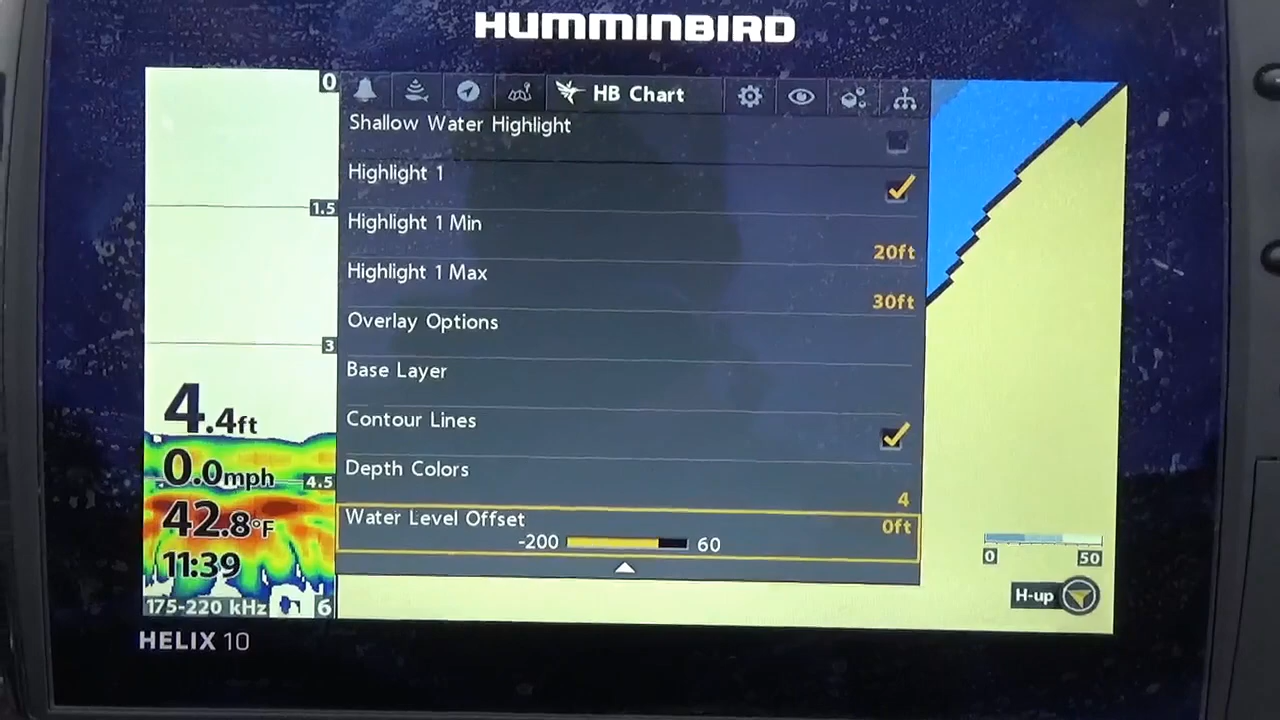 HUMMINBIRD
0
1.5
3
4.5
4.4ft
0.0mph
42.8°F
11:39
175-220 kHz
6
HB Chart
Shallow Water Highlight
Highlight 1
Highlight 1 Min
20ft
Highlight 1 Max
30ft
Overlay Options
Base Layer
Contour Lines
Depth Colors
4
Water Level Offset
0ft
-200
60
0
50
H-up
HELIX 10